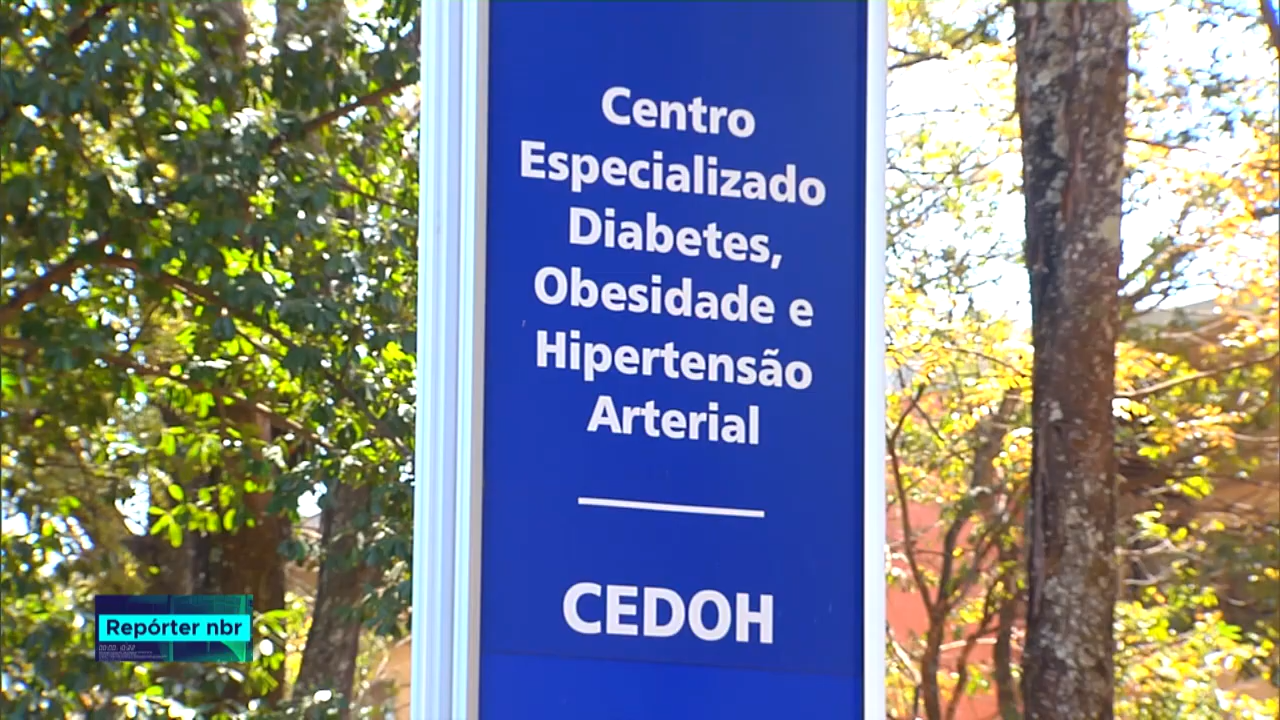 Centro
Especializado
Diabetes,
Obesidade e
Hipertensão
Arterial
CEDOH
Repórter nbr